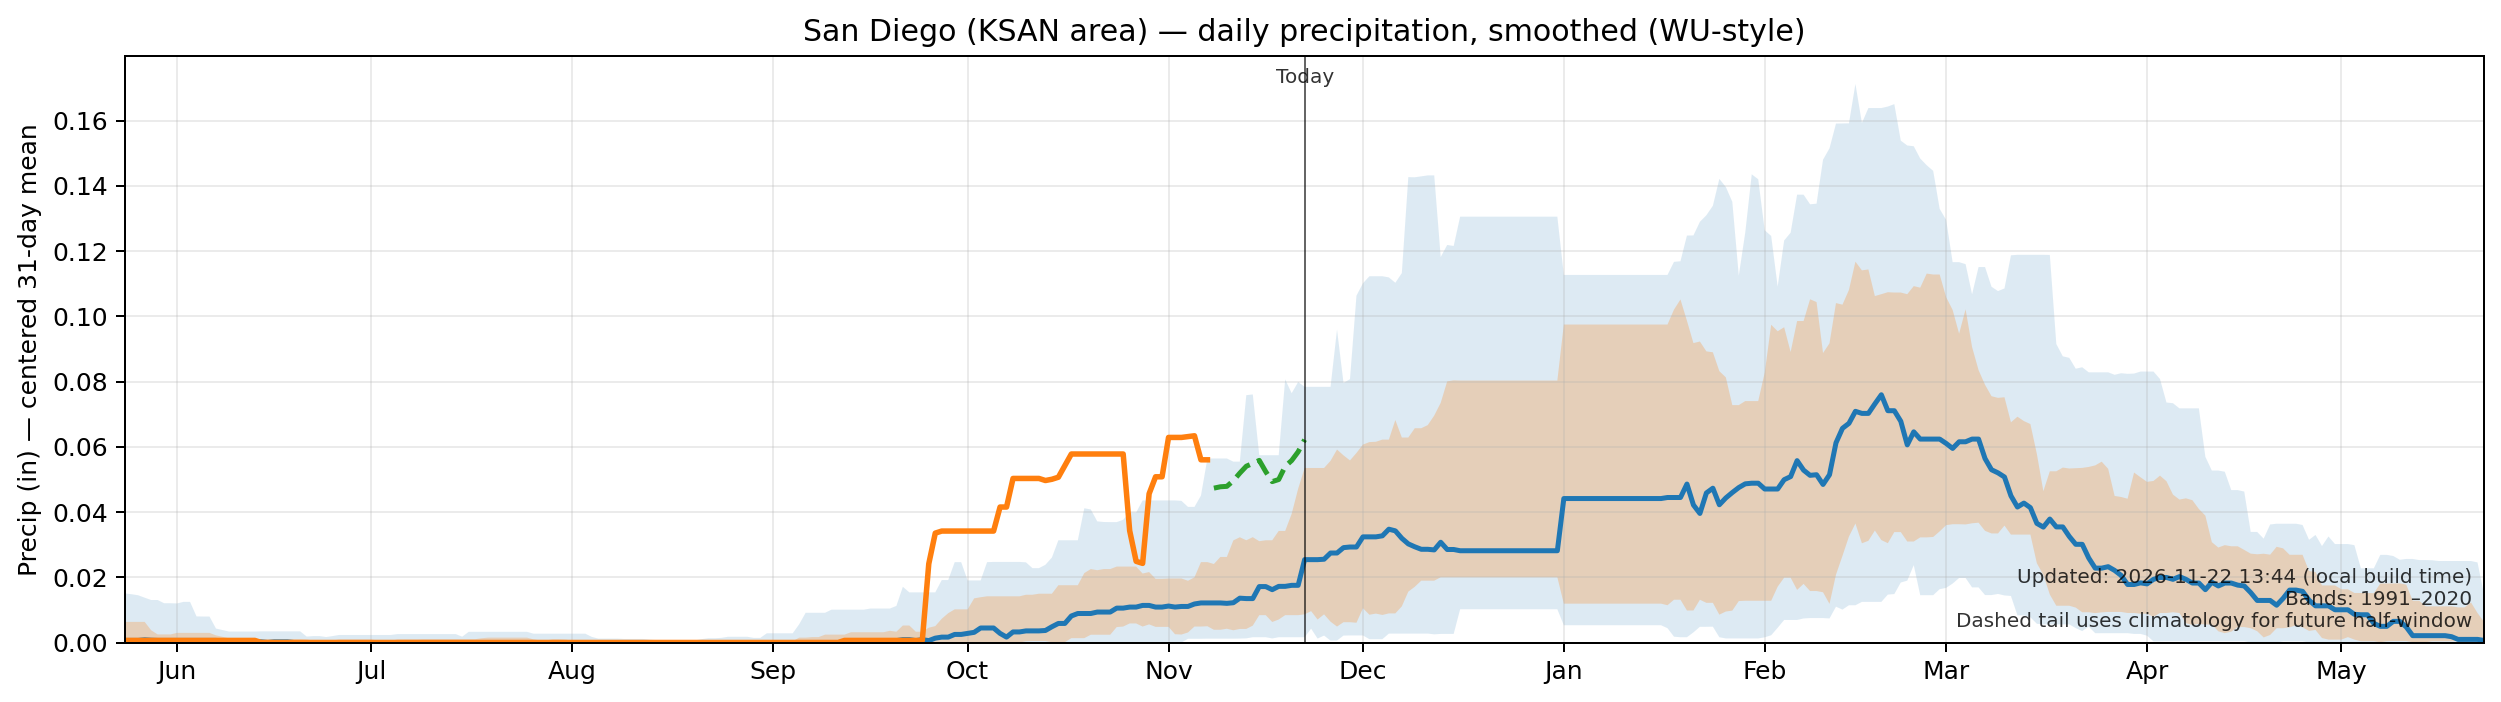 San Diego (KSAN area) — daily precipitation, smoothed (WU-style)
Today
Precip (in) — centered 31-day mean
0.16
0.14
0.12
0.10
0.08
0.06
0.04
0.02
0.00
Updated: 2026-11-22 13:44 (local build time)
Bands: 1991–2020
Dashed tail uses climatology for future half-window
Jun Jul Aug Sep Oct Nov Dec Jan Feb Mar Apr May